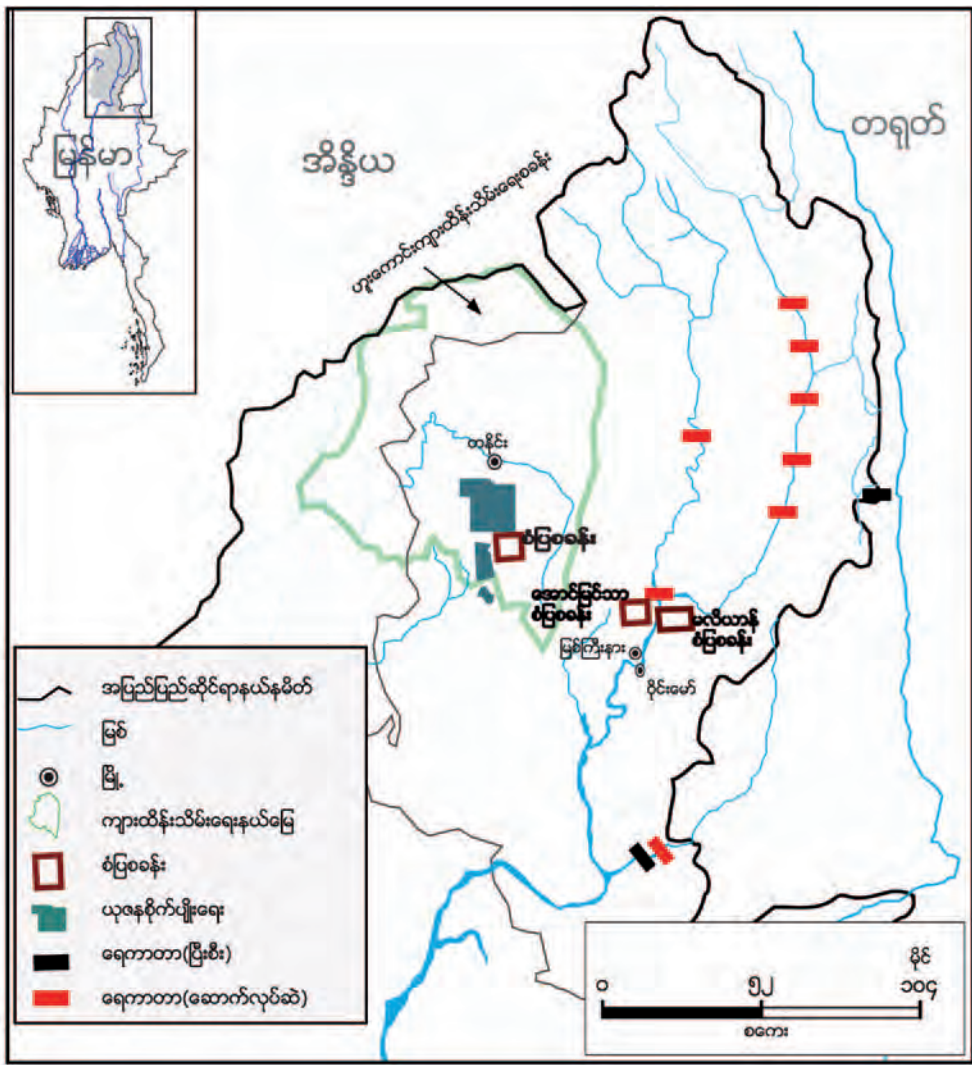 မြန်မာ
အိန္ဒိယ
တရုတ်
ဟူးကောင်းကျားထိန်းသိမ်းရေးစခန်း
တနိုင်း
စံပြစခန်း
အောင်မြင်သာ
စံပြစခန်း
မလိယာန်
စံပြစခန်း
မြစ်ကြီးနား
ဝိုင်းမော်
အပြည်ပြည်ဆိုင်ရာနယ်နမိတ်
မြစ်
မြို့
ကျားထိန်းသိမ်းရေးနယ်မြေ
စံပြစခန်း
ယုဇနစိုက်ပျိုးရေး
ရေကာတာ(ပြီးစီး)
ရေကာတာ(ဆောက်လုပ်ဆဲ)
မိုင်
၀ ၅၂ ၁၀၄
စကေး